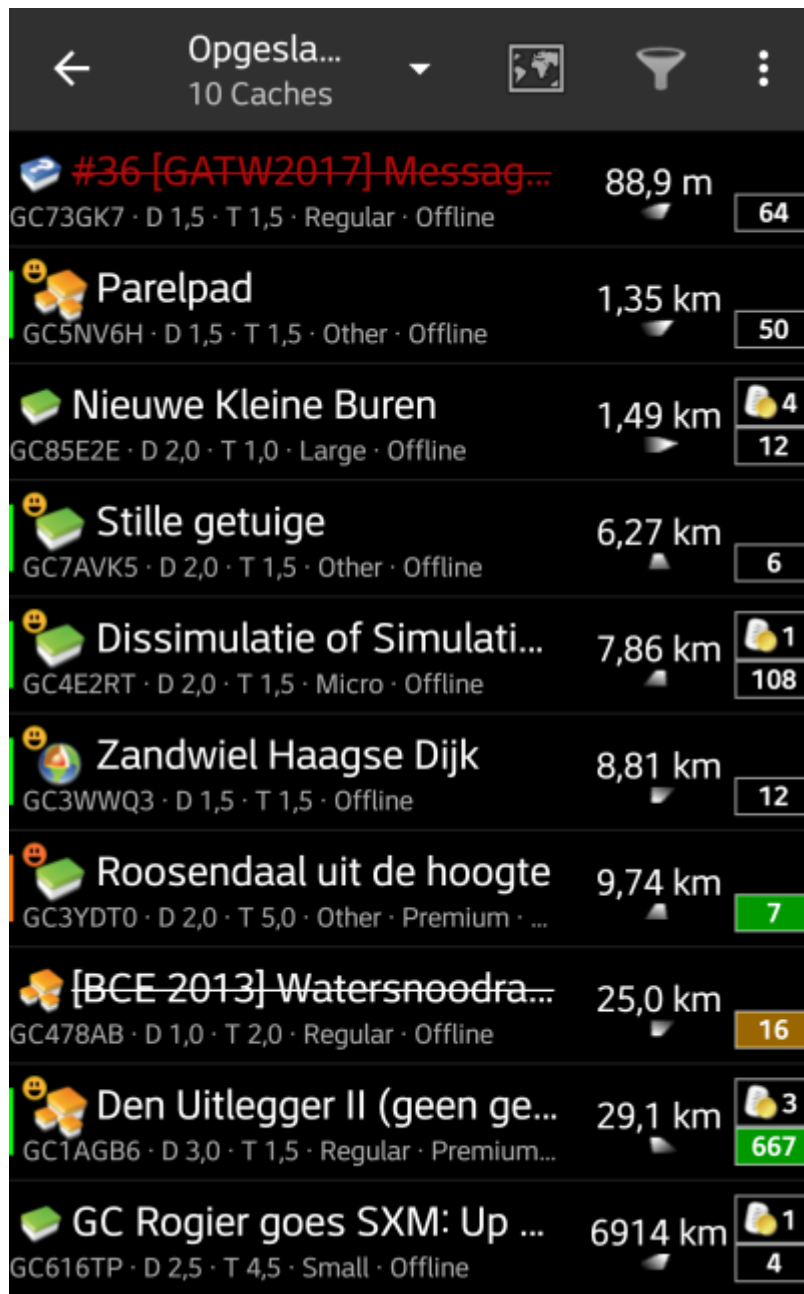 Opgesla...
10 Caches
#36 [GATW2017] Messag...
88,9 m
GC73GK7 · D 1,5 · T 1,5 · Regular · Offline
64
Parelpad
1,35 km
GC5NV6H · D 1,5 · T 1,5 · Other · Offline
50
Nieuwe Kleine Buren
1,49 km
4
GC85E2E · D 2,0 · T 1,0 · Large · Offline
12
Stille getuige
6,27 km
GC7AVK5 · D 2,0 · T 1,5 · Other · Offline
6
Dissimulatie of Simulati...
7,86 km
1
GC4E2RT · D 2,0 · T 1,5 · Micro · Offline
108
Zandwiel Haagse Dijk
8,81 km
GC3WWQ3 · D 1,5 · T 1,5 · Offline
12
Roosendaal uit de hoogte
9,74 km
GC3YDT0 · D 2,0 · T 5,0 · Other · Premium · ...
7
[BCE 2013] Watersnoodra...
25,0 km
GC478AB · D 1,0 · T 2,0 · Regular · Offline
16
Den Uitlegger II (geen ge...
29,1 km
3
GC1AGB6 · D 3,0 · T 1,5 · Regular · Premium...
667
GC Rogier goes SXM: Up ...
6914 km
1
GC616TP · D 2,5 · T 4,5 · Small · Offline
4